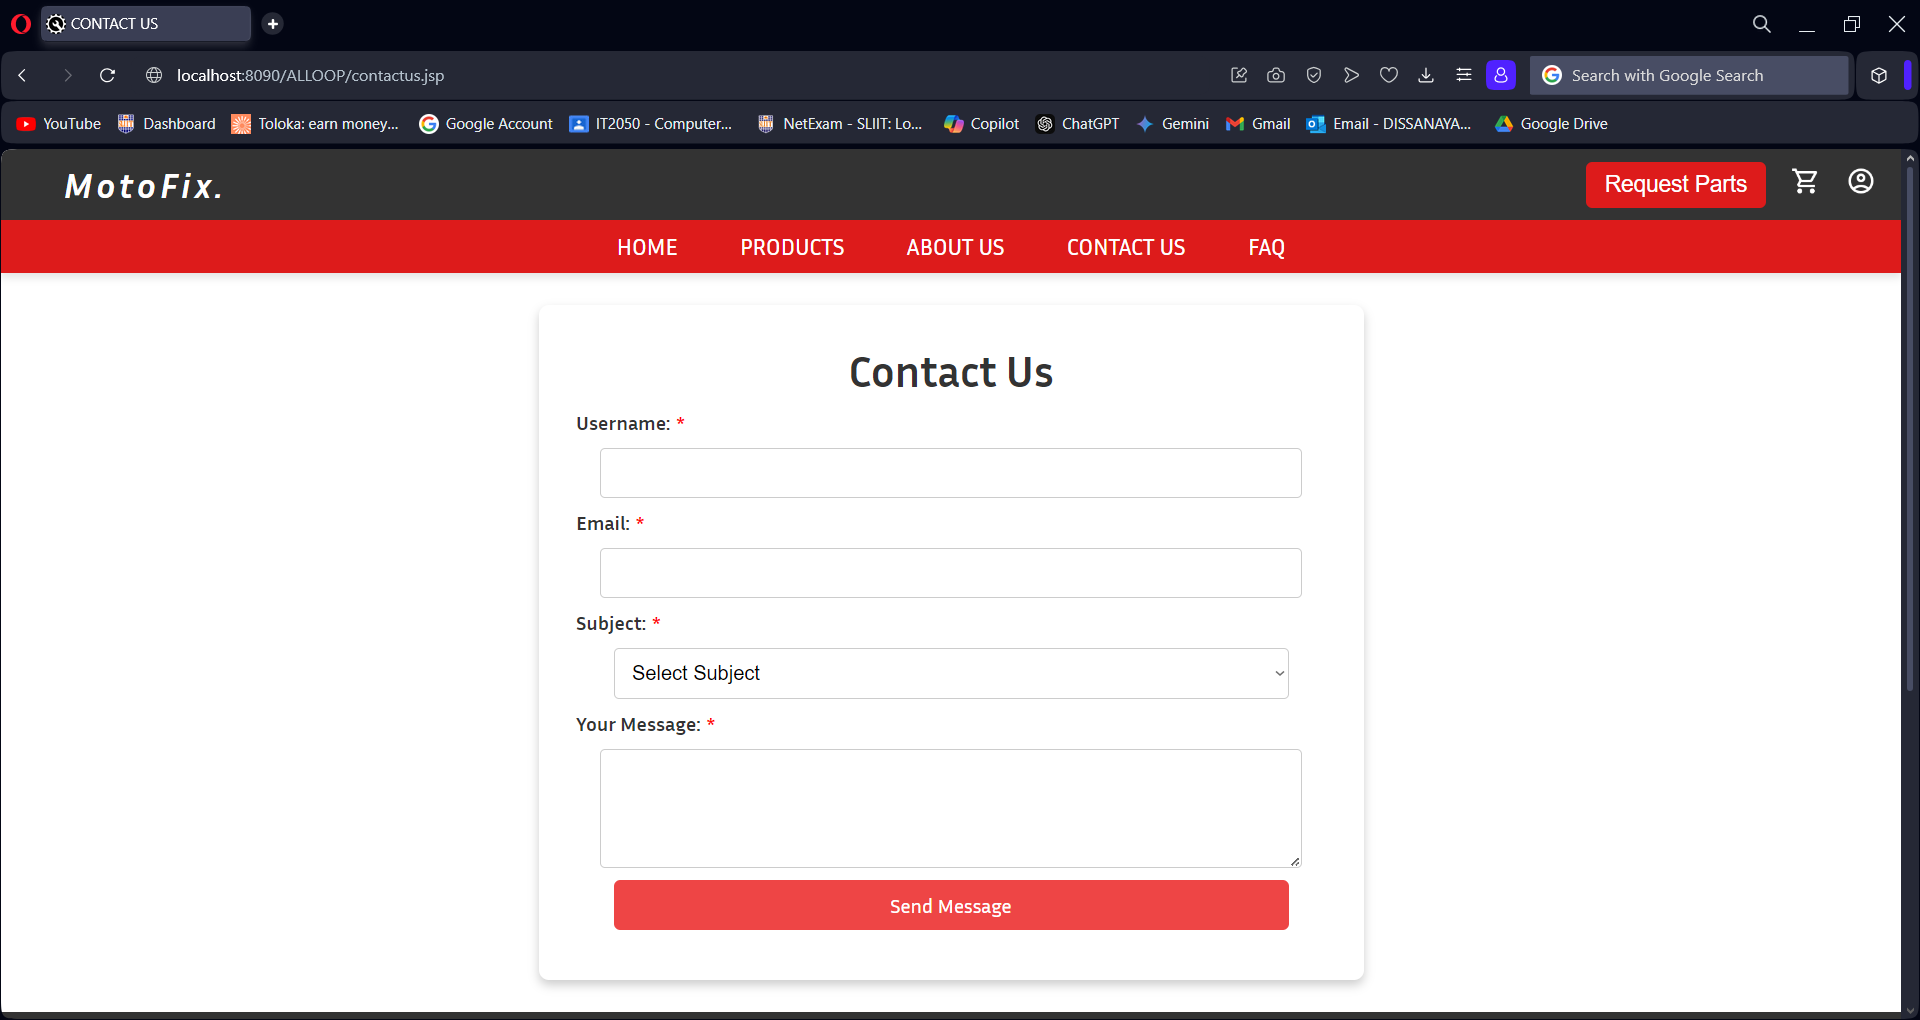 CONTACT US
localhost:8090/ALLOOP/contactus.jsp
Search with Google Search
YouTube Dashboard Toloka: earn money... Google Account IT2050 - Computer... NetExam - SLIIT: Lo... Copilot ChatGPT Gemini Gmail Email - DISSANAYA... Google Drive
MotoFix.
Request Parts
HOME PRODUCTS ABOUT US CONTACT US FAQ
Contact Us
Username: *
Email: *
Subject: *
Select Subject
Your Message: *
Send Message